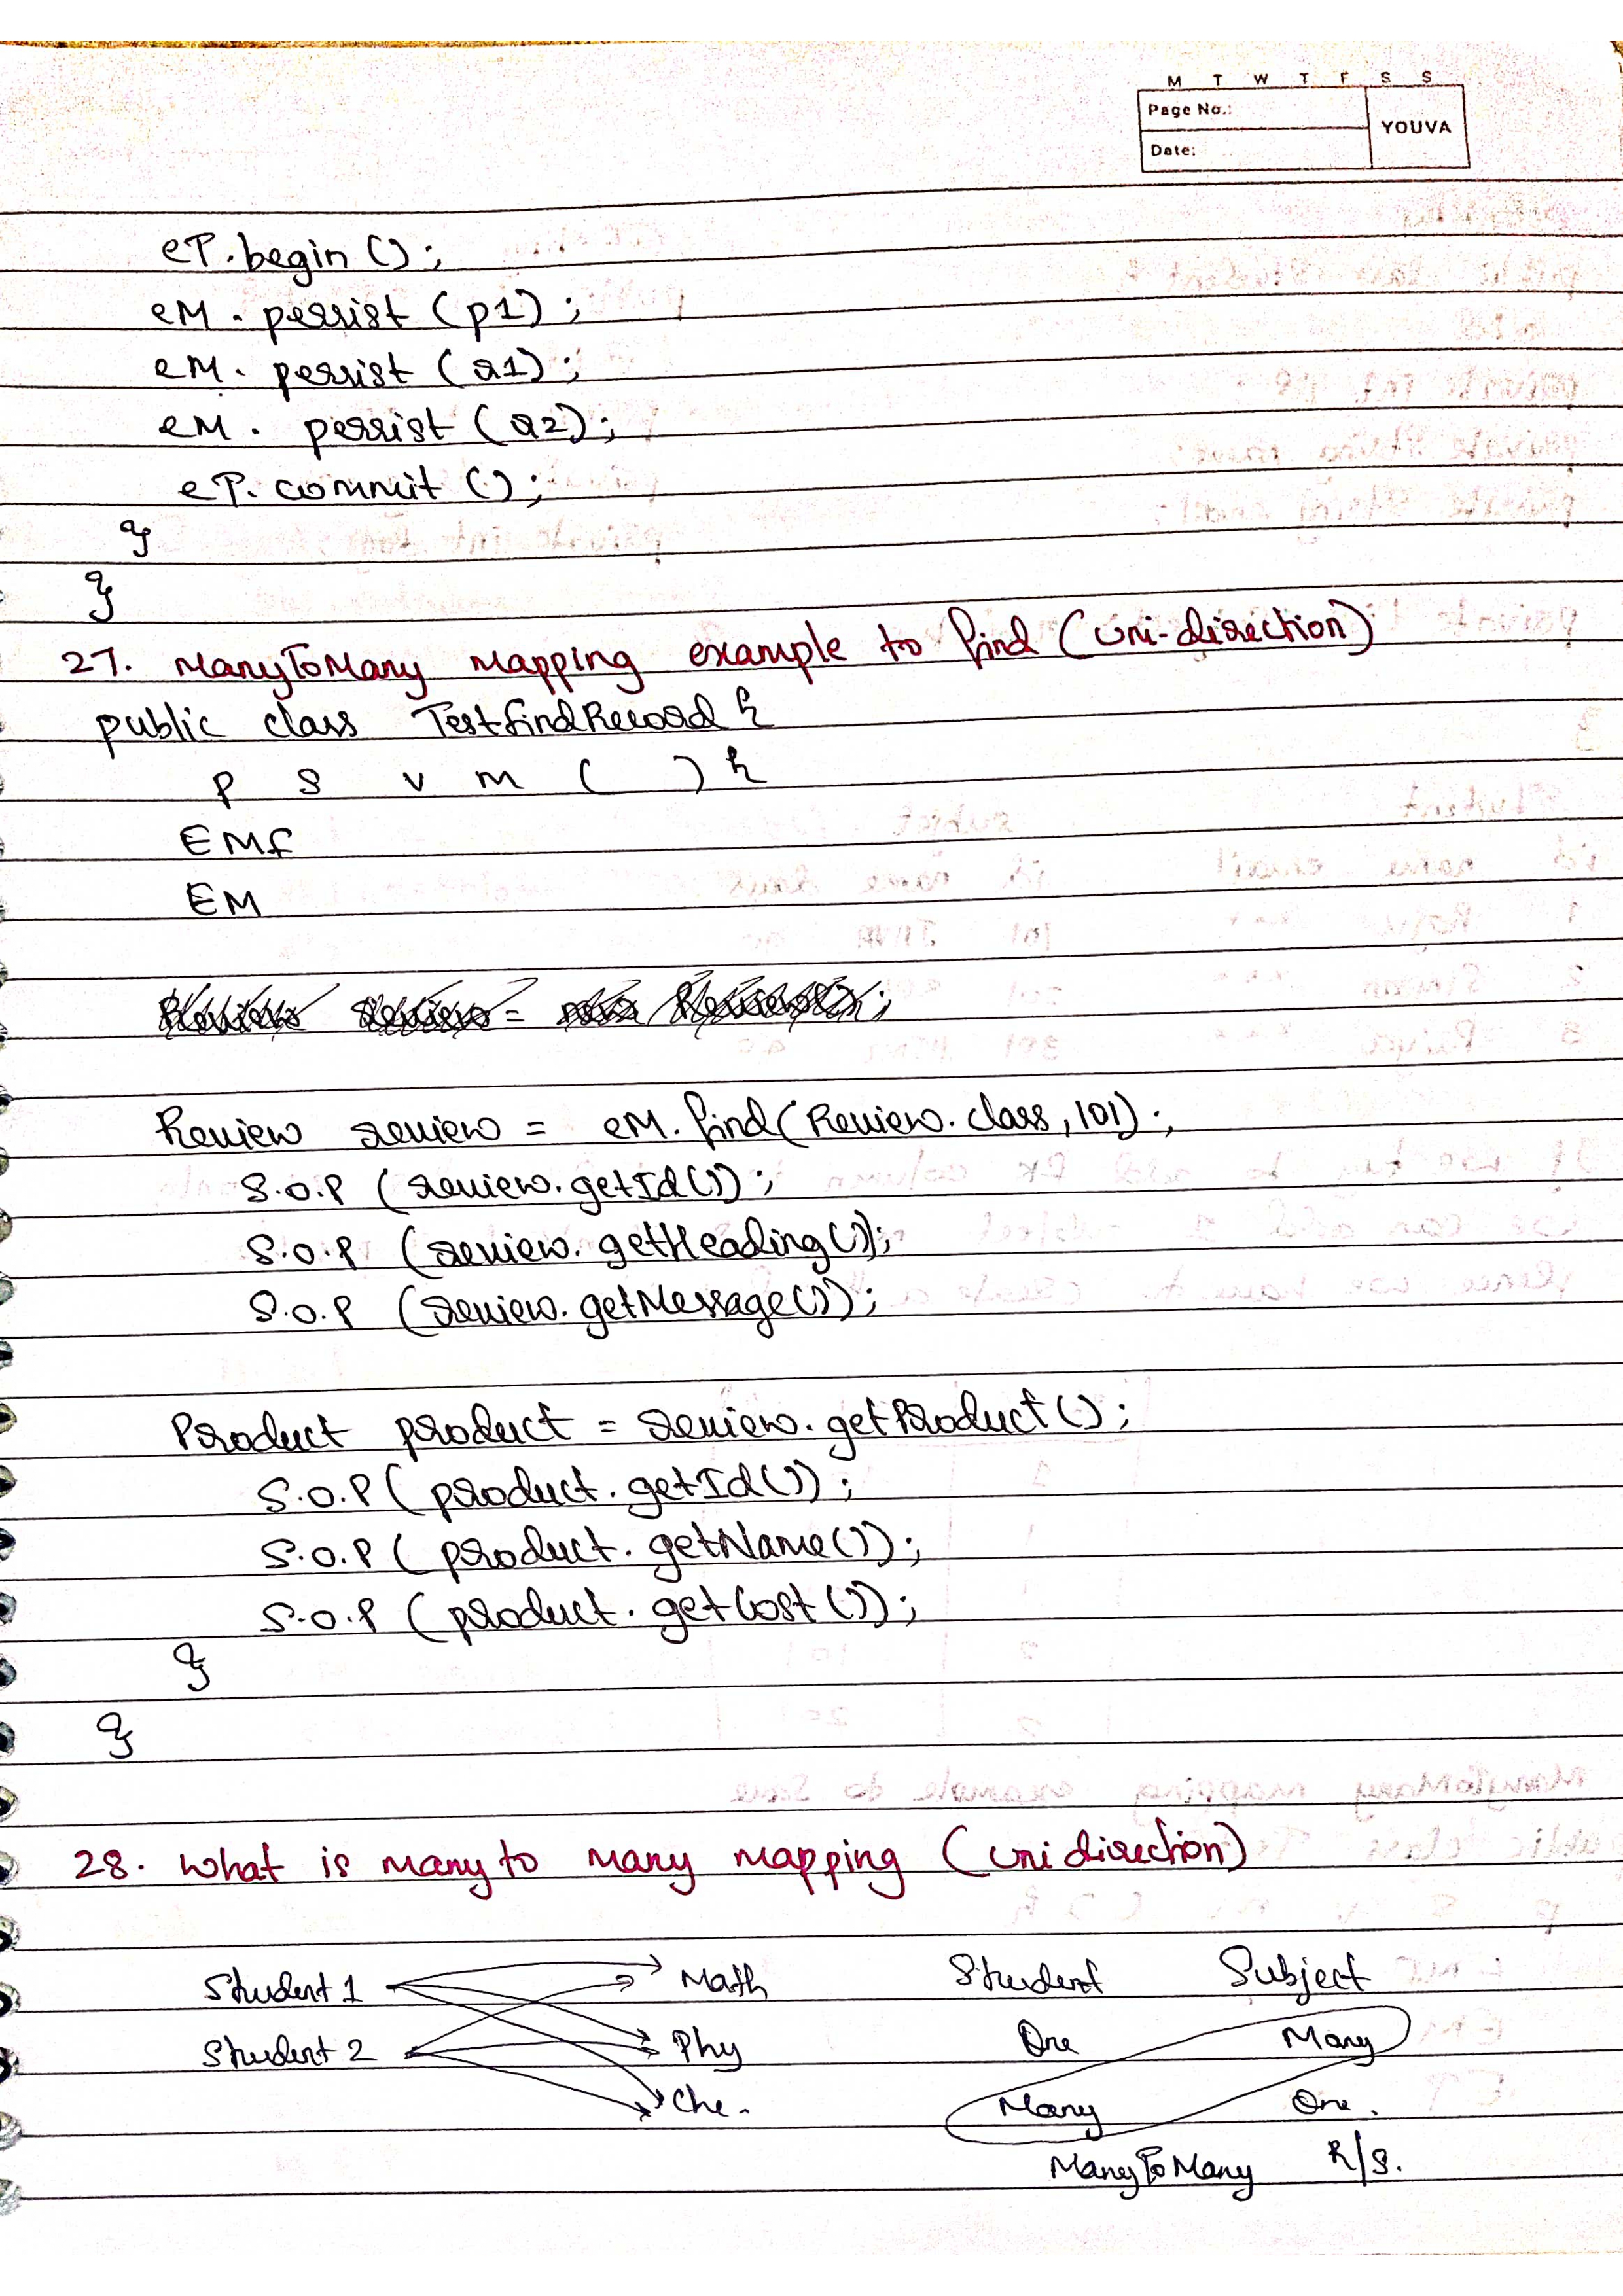 M T W T F S S
Page No.:
YOUVA
Date:
eT.begin();
eM.persist(p1);
eM.persist(a1);
eM.persist(a2);
eT.commit();
}
}
27. ManyToMany mapping example to find (uni-direction)
public class TestfindRecord {
p s v m ( ) {
EMF
EM
Review review = eM.find(Review.class,101);
S.O.P (review.getId());
S.O.P (review.getHeading());
S.O.P (review.getMessage());
Product product = review.getProduct();
S.O.P( product.getId());
S.O.P( product.getName());
S.O.P (product.getCost());
}
}
28. What is many to many mapping (uni direction)
Student 1 Math Student Subject
Student 2 Phy One Many
Che. Many One.
ManyToMany R/S.